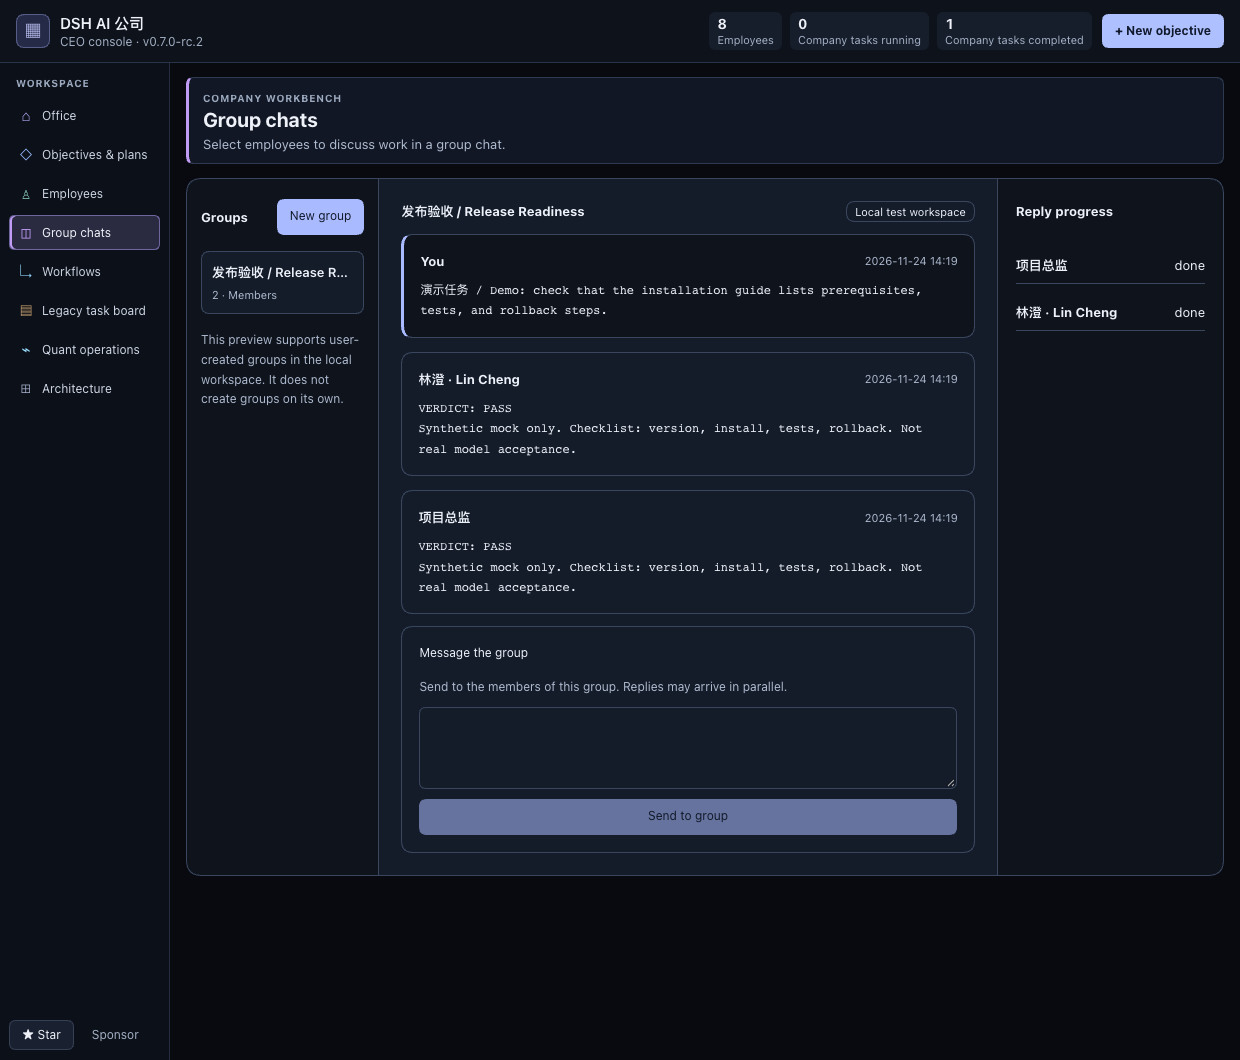 DSH AI 公司
CEO console · v0.7.0-rc.2
8
Employees
0
Company tasks running
1
Company tasks completed
+ New objective
WORKSPACE
Office
Objectives & plans
Employees
Group chats
Workflows
Legacy task board
Quant operations
Architecture
Star
Sponsor
COMPANY WORKBENCH
Group chats
Select employees to discuss work in a group chat.
Groups
New group
发布验收 / Release R...
2 · Members
This preview supports user-
created groups in the local
workspace. It does not
create groups on its own.
发布验收 / Release Readiness
Local test workspace
You
2026-11-24 14:19
演示任务 / Demo: check that the installation guide lists prerequisites,
tests, and rollback steps.
林澄 · Lin Cheng
2026-11-24 14:19
VERDICT: PASS
Synthetic mock only. Checklist: version, install, tests, rollback. Not
real model acceptance.
项目总监
2026-11-24 14:19
VERDICT: PASS
Synthetic mock only. Checklist: version, install, tests, rollback. Not
real model acceptance.
Message the group
Send to the members of this group. Replies may arrive in parallel.
Send to group
Reply progress
项目总监
done
林澄 · Lin Cheng
done